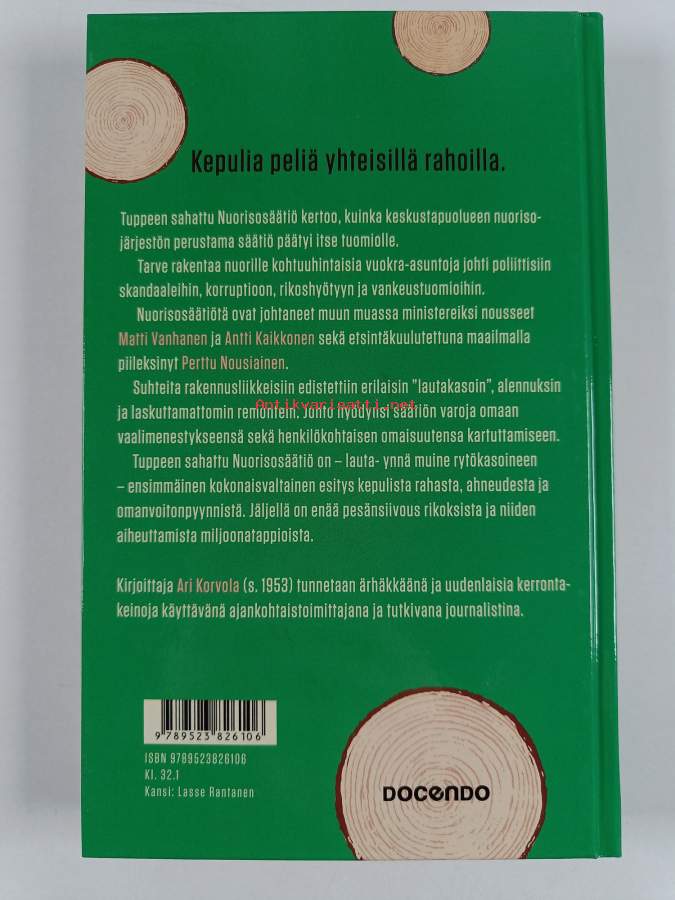 Kepulia peliä yhteisillä rahoilla.
Tuppeen sahattu Nuorisosäätiö kertoo, kuinka keskustapuolueen nuoriso-
järjestön perustama säätiö päätyi itse tuomiolle.
Tarve rakentaa nuorille kohtuuhintaisia vuokra-asuntoja johti poliittisiin
skandaaleihin, korruptioon, rikoshyötyyn ja vankeustuomioihin.
Nuorisosäätiötä ovat johtaneet muun muassa ministereiksi nousseet
Matti Vanhanen ja Antti Kaikkonen sekä etsintäkuulutettuna maailmalla
piileksinyt Perttu Nousiainen.
Suhteita rakennusliikkeisiin edistettiin erilaisin "lautakasoin", alennuksin
Antikvariaatti.net
ja laskuttamattomin remontein. Johto hyödynsi säätiön varoja omaan
vaalimenestykseensä sekä henkilökohtaisen omaisuutensa kartuttamiseen.
Tuppeen sahattu Nuorisosäätiö on – lauta- ynnä muine rytökasoineen
– ensimmäinen kokonaisvaltainen esitys kepulista rahasta, ahneudesta ja
omanvoitonpyynnistä. Jäljellä on enää pesänsiivous rikoksista ja niiden
aiheuttamista miljoonatappioista.
Kirjoittaja Ari Korvola (s. 1953) tunnetaan ärhäkkäänä ja uudenlaisia kerronta-
keinoja käyttävänä ajankohtaistoimittajana ja tutkivana journalistina.
9 789523 826106
ISBN 9789523826106
Kl. 32.1
Kansi: Lasse Rantanen
DOCENDO